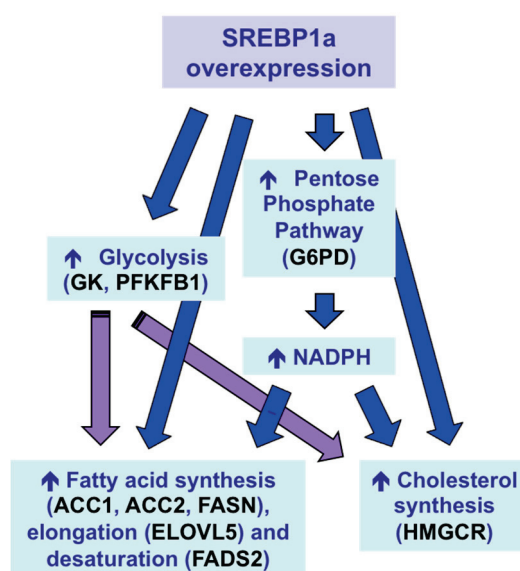 SREBP1a
overexpression
↑ Pentose
Phosphate
Pathway
(G6PD)
↑ Glycolysis
(GK, PFKFB1)
↑ NADPH
↑ Fatty acid synthesis
(ACC1, ACC2, FASN),
elongation (ELOVL5) and
desaturation (FADS2)
↑ Cholesterol
synthesis
(HMGCR)